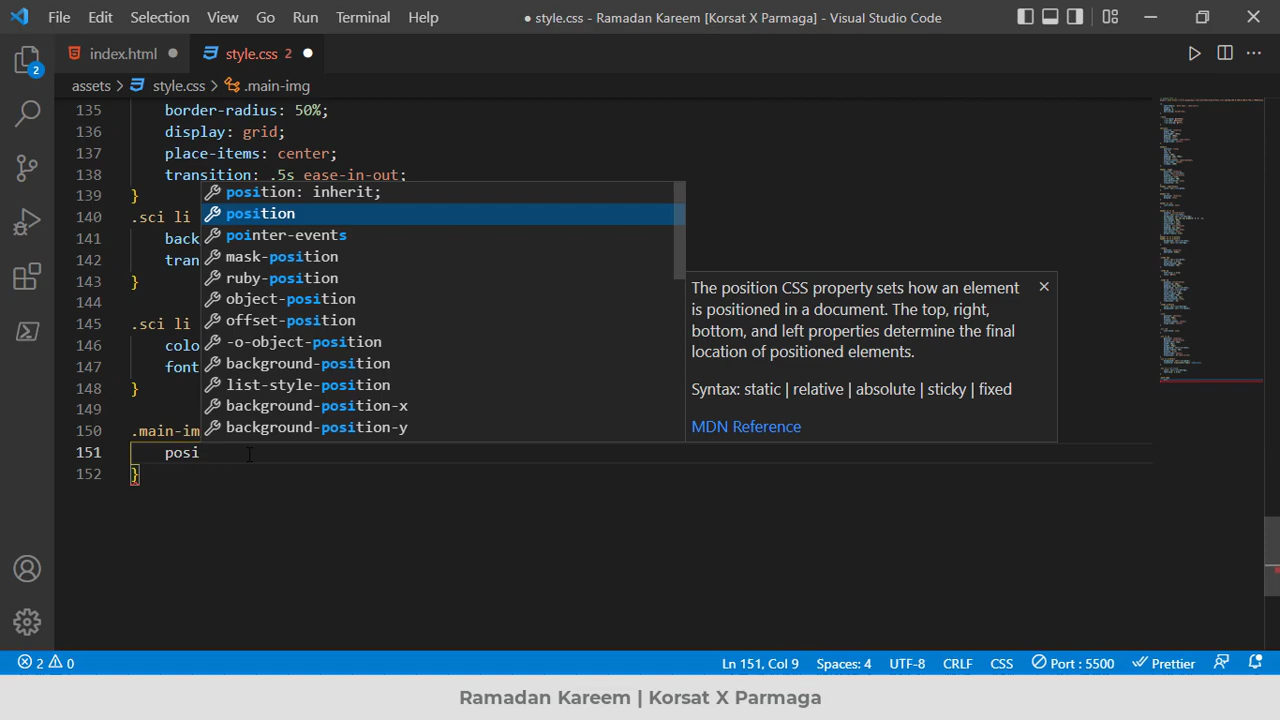 File Edit Selection View Go Run Terminal Help ● style.css - Ramadan Kareem [Korsat X Parmaga] - Visual Studio Code
index.html ● style.css 2 ●
assets > style.css > .main-img
2
135 border-radius: 50%;
136 display: grid;
137 place-items: center;
138 transition: .5s ease-in-out;
139 }
position: inherit;
140 .sci li
position
141 back
pointer-events
142 tran
mask-position
143 }
ruby-position
144
object-position
145 .sci li
offset-position
146 colo
-o-object-position
147 font
background-position
148 }
list-style-position
149
background-position-x
150 .main-im
background-position-y
The position CSS property sets how an element
is positioned in a document. The top, right,
bottom, and left properties determine the final
location of positioned elements.
Syntax: static | relative | absolute | sticky | fixed
MDN Reference
151 posi
152 }
2 0 Ln 151, Col 9 Spaces: 4 UTF-8 CRLF CSS Port : 5500 Prettier
Ramadan Kareem | Korsat X Parmaga